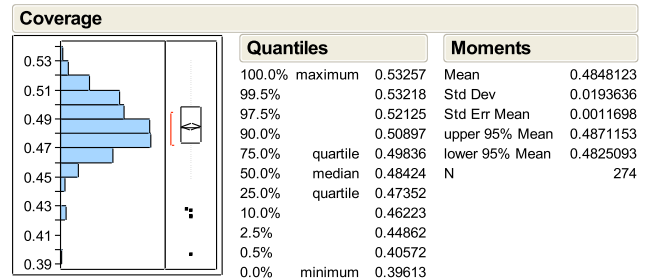 Coverage
0.53
0.51
0.49
0.47
0.45
0.43
0.41
0.39
Quantiles
100.0% maximum 0.53257
99.5% 0.53218
97.5% 0.52125
90.0% 0.50897
75.0% quartile 0.49836
50.0% median 0.48424
25.0% quartile 0.47352
10.0% 0.46223
2.5% 0.44862
0.5% 0.40572
0.0% minimum 0.39613
Moments
Mean 0.4848123
Std Dev 0.0193636
Std Err Mean 0.0011698
upper 95% Mean 0.4871153
lower 95% Mean 0.4825093
N 274